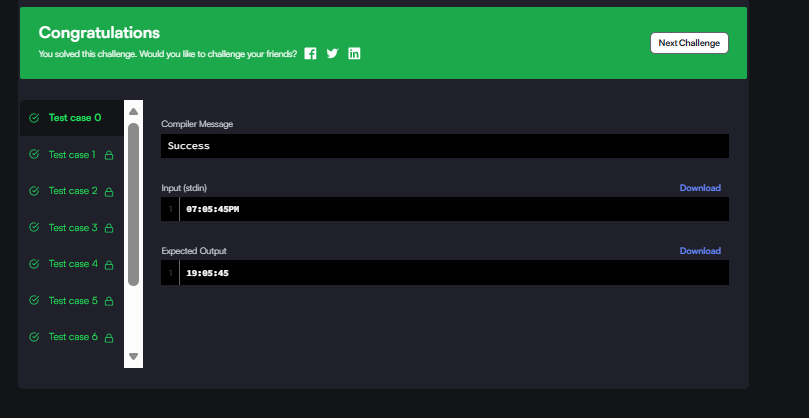 Congratulations
You solved this challenge. Would you like to challenge your friends?
Next Challenge
Test case 0
Test case 1
Test case 2
Test case 3
Test case 4
Test case 5
Test case 6
Compiler Message
Success
Input (stdin)
Download
1 07:05:45PM
Expected Output
Download
1 19:05:45